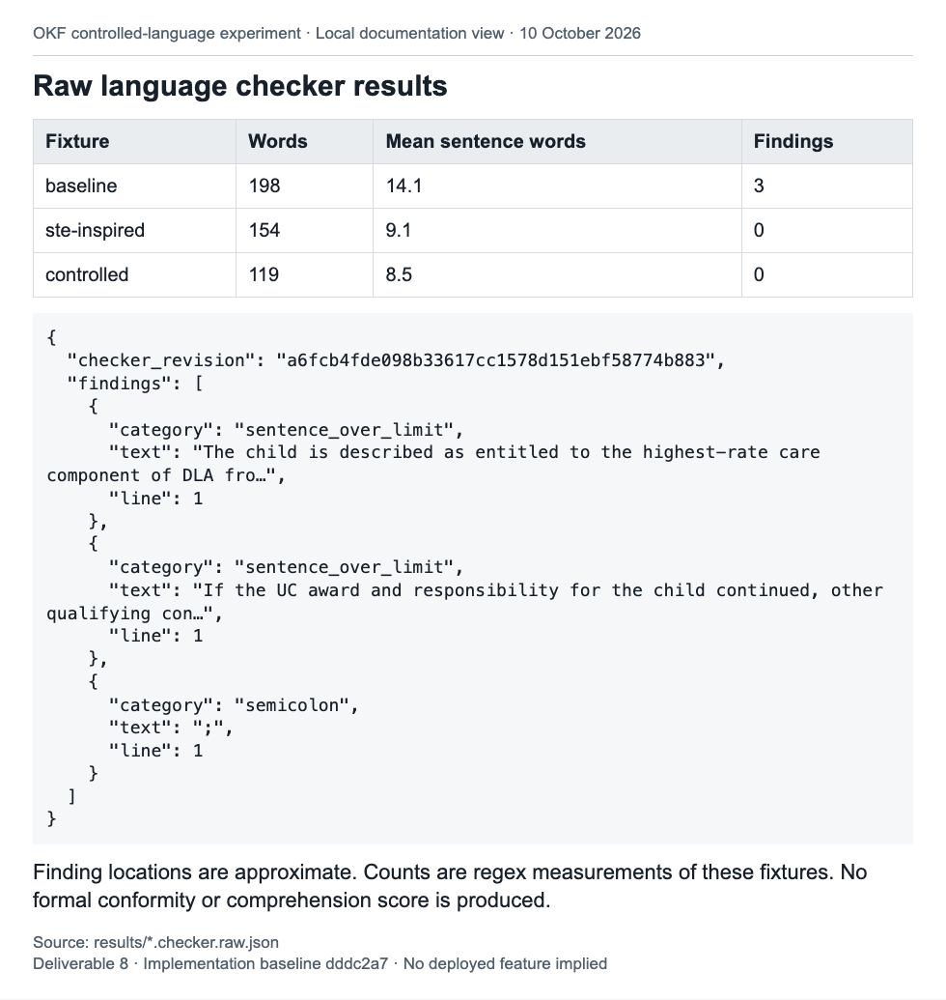 OKF controlled-language experiment · Local documentation view · 10 October 2026
Raw language checker results
Fixture Words Mean sentence words Findings
baseline 198 14.1 3
ste-inspired 154 9.1 0
controlled 119 8.5 0
{
  "checker_revision": "a6fcb4fde098b33617cc1578d151ebf58774b883",
  "findings": [
    {
      "category": "sentence_over_limit",
      "text": "The child is described as entitled to the highest-rate care
component of DLA fro…",
      "line": 1
    },
    {
      "category": "sentence_over_limit",
      "text": "If the UC award and responsibility for the child continued, other
qualifying con…",
      "line": 1
    },
    {
      "category": "semicolon",
      "text": ";",
      "line": 1
    }
  ]
}
Finding locations are approximate. Counts are regex measurements of these fixtures. No
formal conformity or comprehension score is produced.
Source: results/*.checker.raw.json
Deliverable 8 · Implementation baseline dddc2a7 · No deployed feature implied